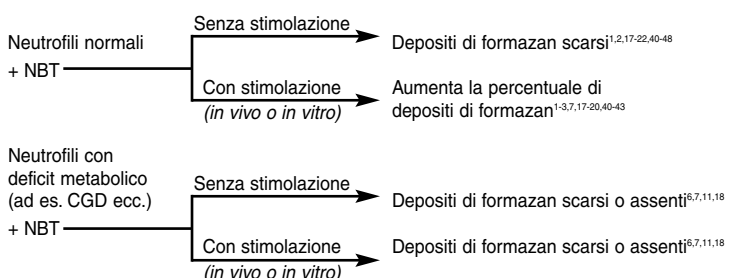 Senza stimolazione
Neutrofili normali
+ NBT
Depositi di formazan scarsi1,2,17-22,40-48
Con stimolazione
(in vivo o in vitro)
Aumenta la percentuale di
depositi di formazan1-3,7,17-20,40-43
Neutrofili con
deficit metabolico
(ad es. CGD ecc.)
+ NBT
Senza stimolazione
Depositi di formazan scarsi o assenti6,7,11,18
Con stimolazione
(in vivo o in vitro)
Depositi di formazan scarsi o assenti6,7,11,18